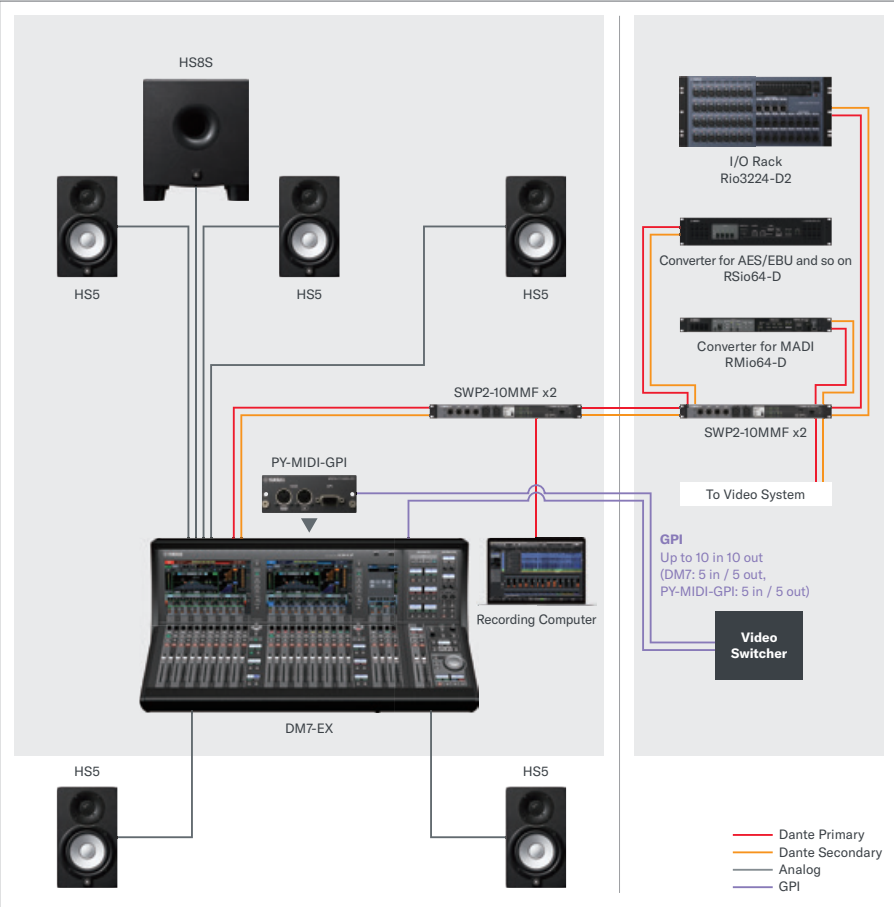 HS8S
HS5
HS5
HS5
I/O Rack
Rio3224-D2
Converter for AES/EBU and so on
RSio64-D
Converter for MADI
RMio64-D
SWP2-10MMF x2
SWP2-10MMF x2
To Video System
PY-MIDI-GPI
GPI
Up to 10 in 10 out
(DM7: 5 in / 5 out,
PY-MIDI-GPI: 5 in / 5 out)
Recording Computer
Video
Switcher
DM7-EX
HS5
HS5
Dante Primary
Dante Secondary
Analog
GPI